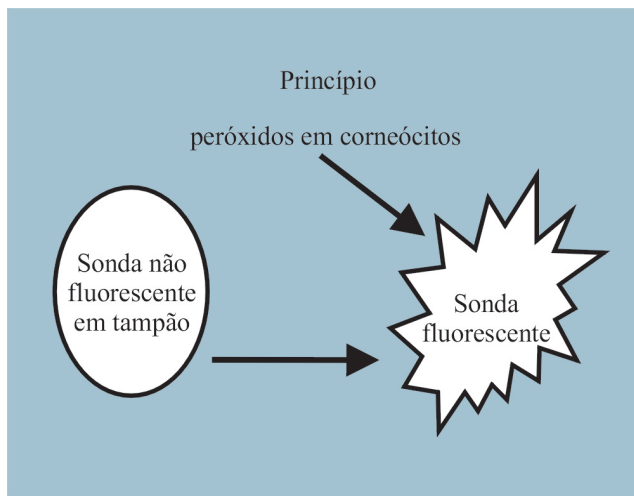 Princípio
peróxidos em corneócitos
Sonda não
fluorescente
em tampão
Sonda
fluorescente